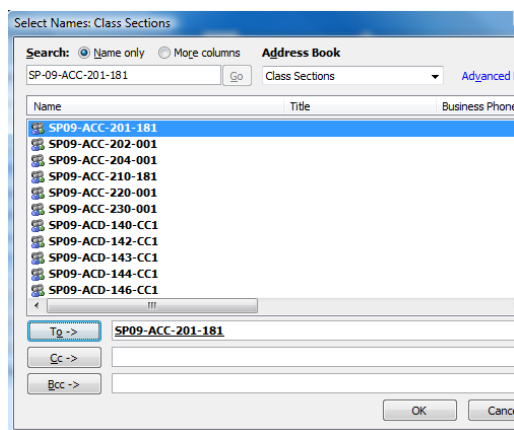 Select Names: Class Sections
Search: Name only More columns Address Book
SP-09-ACC-201-181 Go Class Sections Advanced
Name Title Business Phone
SP09-ACC-201-181
SP09-ACC-202-001
SP09-ACC-204-001
SP09-ACC-210-181
SP09-ACC-220-001
SP09-ACC-230-001
SP09-ACD-140-CC1
SP09-ACD-142-CC1
SP09-ACD-143-CC1
SP09-ACD-144-CC1
SP09-ACD-146-CC1
To -> SP09-ACC-201-181
Cc ->
Bcc ->
OK Cance